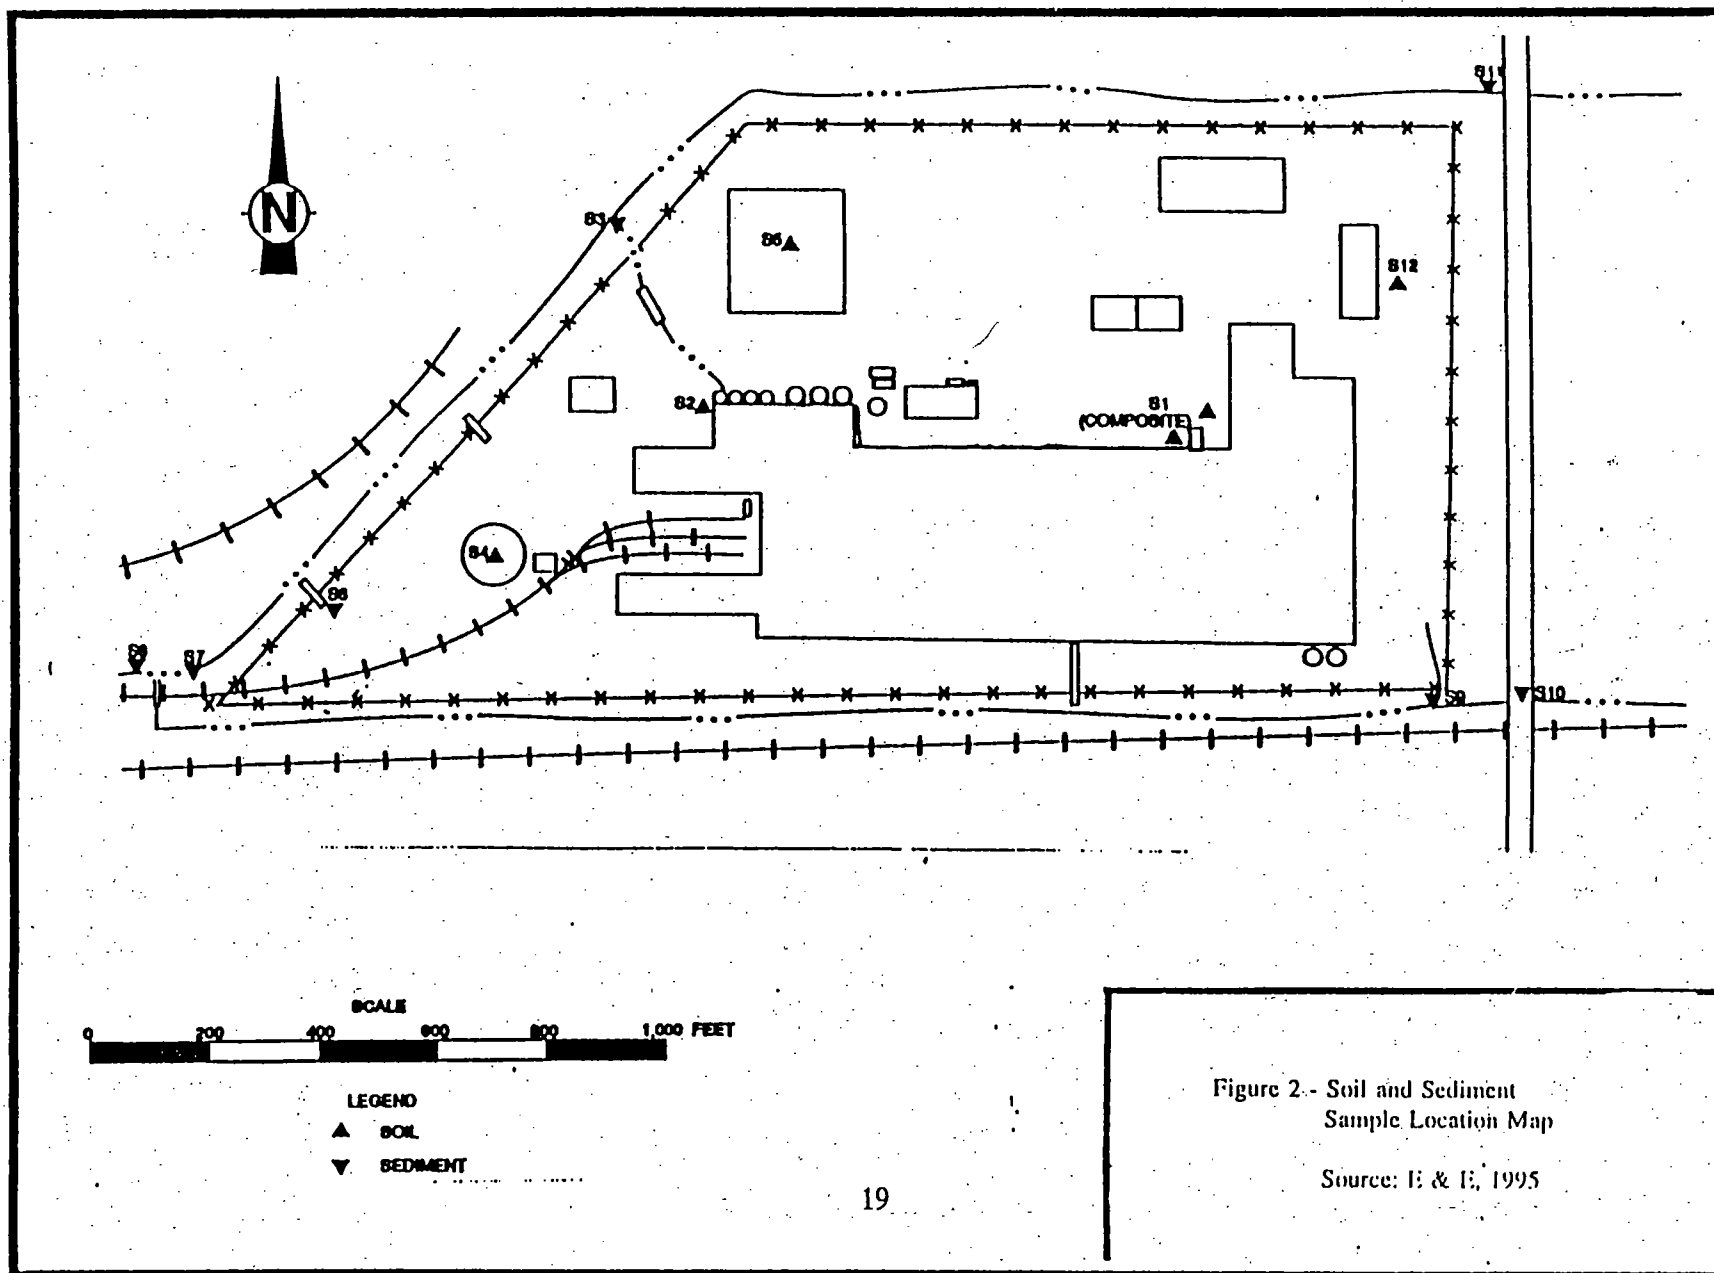 S11
N
S3
S5
S12
S2
S1
(COMPOSITE)
S4
S6
S8
S7
S9
S10
SCALE
0 200 400 600 800 1,000 FEET
LEGEND
SOIL
SEDIMENT
Figure 2 - Soil and Sediment
Sample Location Map
Source: E & E, 1995
19